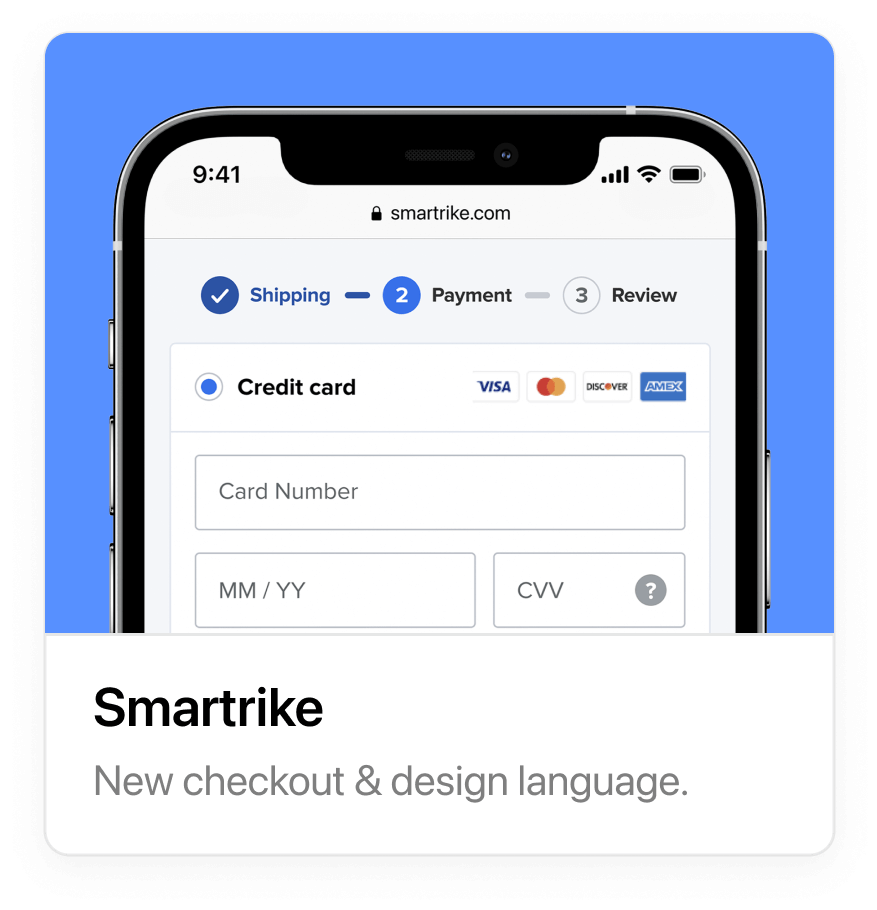 9:41
smartrike.com
Shipping 2 Payment 3 Review
Credit card VISA DISCOVER AMEX
Card Number
MM / YY CVV ?
Smartrike
New checkout & design language.